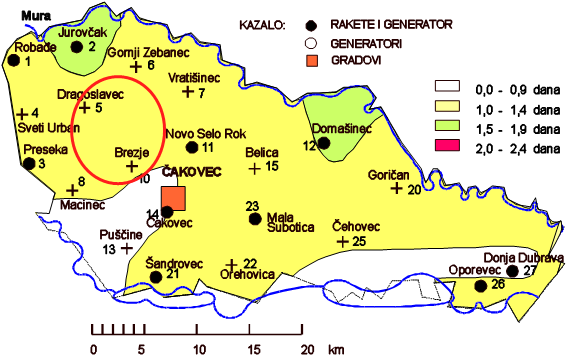 Mura
KAZALO:
RAKETE I GENERATOR
GENERATORI
GRADOVI
0,0 - 0,9 dana
1,0 - 1,4 dana
1,5 - 1,9 dana
2,0 - 2,4 dana
Robađe
1
Jurovčak
2
Gornji Zebanec
6
Vratišinec
7
Dragoslavec
5
4
Sveti Urban
Preseka
3
Novo Selo Rok
11
Domašinec
12
Brezje
10
8
Macinec
ČAKOVEC
Belica
15
Goričan
20
14
Čakovec
23
Mala
Subotica
Čehovec
25
Puščine
13
Šandrovec
21
22
Orehovica
Donja Dubrava
27
Oporevec
26
0 5 10 15 20 km